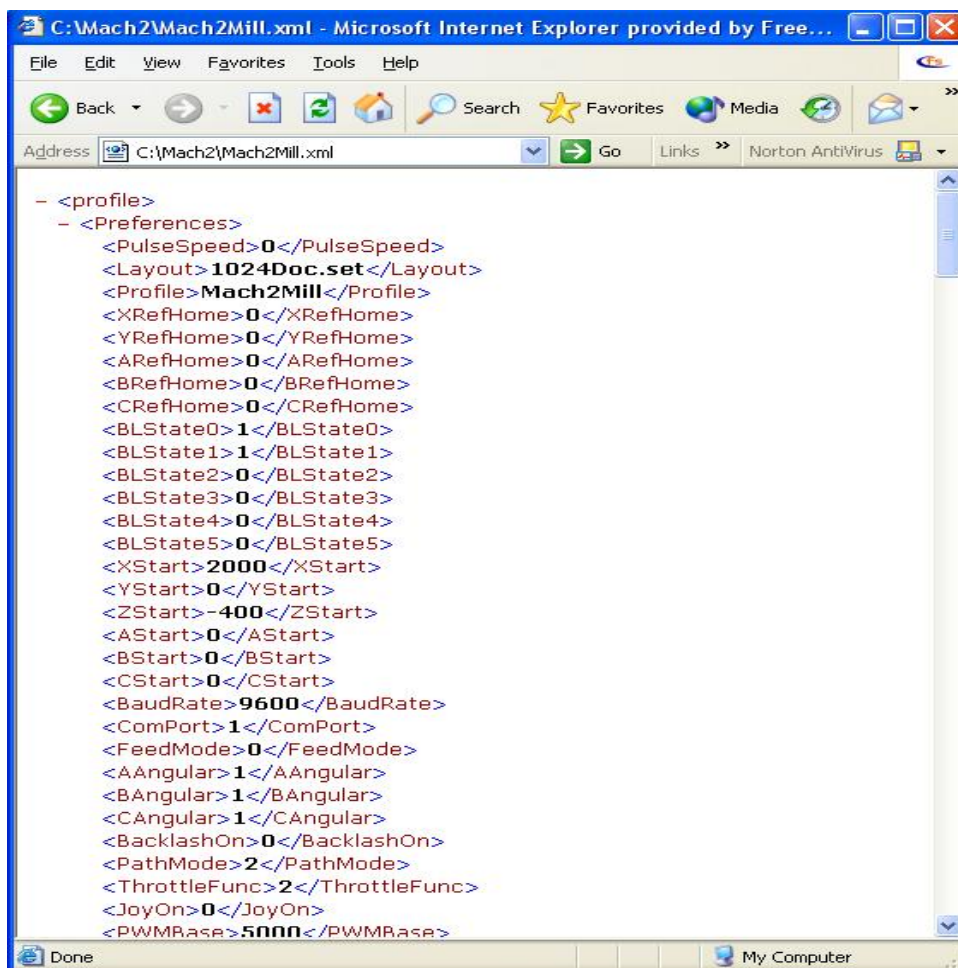 C:\Mach2\Mach2Mill.xml - Microsoft Internet Explorer provided by Free...
File Edit View Favorites Tools Help
Back Search Favorites Media
Address C:\Mach2\Mach2Mill.xml Go Links » Norton AntiVirus
- <profile>
- <Preferences>
<PulseSpeed>0</PulseSpeed>
<Layout>1024Doc.set</Layout>
<Profile>Mach2Mill</Profile>
<XRefHome>0</XRefHome>
<YRefHome>0</YRefHome>
<ARefHome>0</ARefHome>
<BRefHome>0</BRefHome>
<CRefHome>0</CRefHome>
<BLState0>1</BLState0>
<BLState1>1</BLState1>
<BLState2>0</BLState2>
<BLState3>0</BLState3>
<BLState4>0</BLState4>
<BLState5>0</BLState5>
<XStart>2000</XStart>
<YStart>0</YStart>
<ZStart>-400</ZStart>
<AStart>0</AStart>
<BStart>0</BStart>
<CStart>0</CStart>
<BaudRate>9600</BaudRate>
<ComPort>1</ComPort>
<FeedMode>0</FeedMode>
<AAngular>1</AAngular>
<BAngular>1</BAngular>
<CAngular>1</CAngular>
<BacklashOn>0</BacklashOn>
<PathMode>2</PathMode>
<ThrottleFunc>2</ThrottleFunc>
<JoyOn>0</JoyOn>
<PWMBase>5000</PWMBase>
Done My Computer